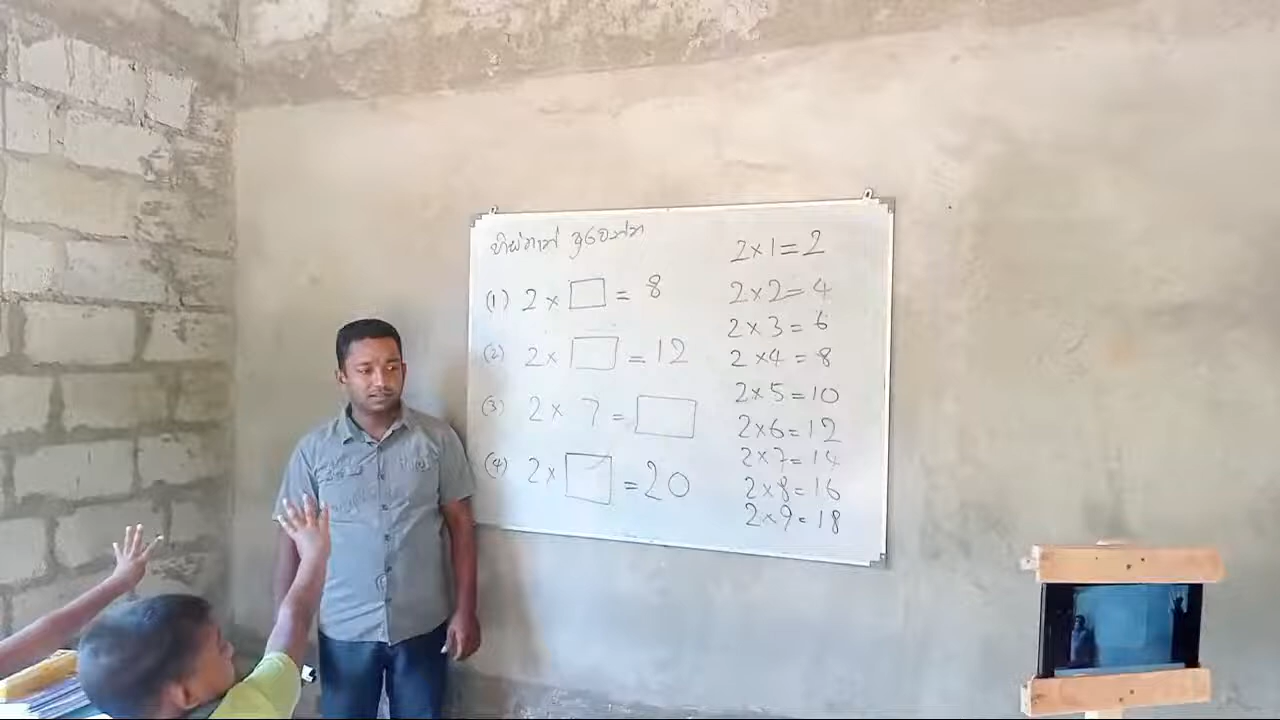 හිස්තැන් පුරවන්න
(1) 2 × □ = 8
(2) 2 × □ = 12
(3) 2 × 7 = □
(4) 2 × □ = 20
2×1=2
2×2=4
2×3=6
2×4=8
2×5=10
2×6=12
2×7=14
2×8=16
2×9=18